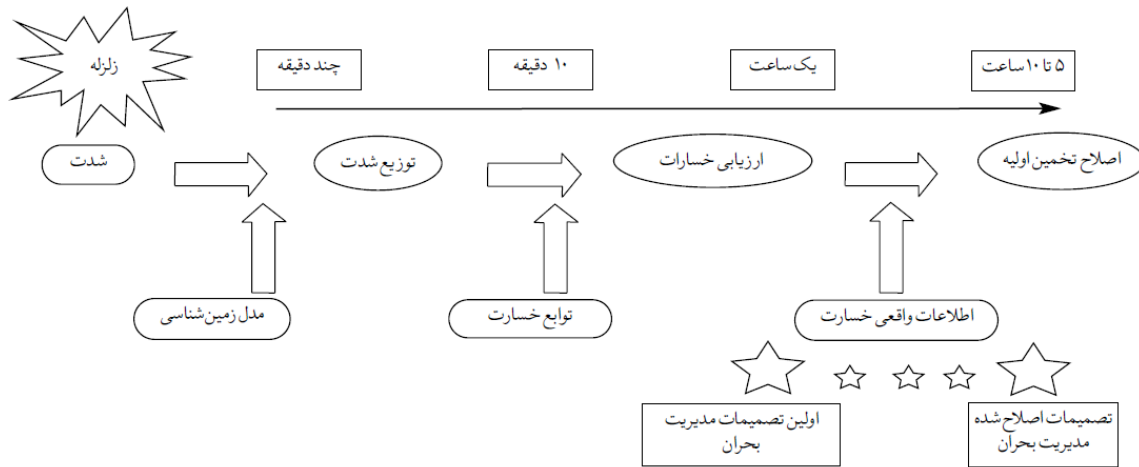 زلزله
چند دقیقه
۱۰ دقیقه
یک ساعت
۵ تا ۱۰ ساعت
شدت
توزیع شدت
ارزیابی خسارات
اصلاح تخمین اولیه
مدل زمین‌شناسی
توابع خسارت
اطلاعات واقعی خسارت
اولین تصمیمات مدیریت
بحران
تصمیمات اصلاح شده
مدیریت بحران